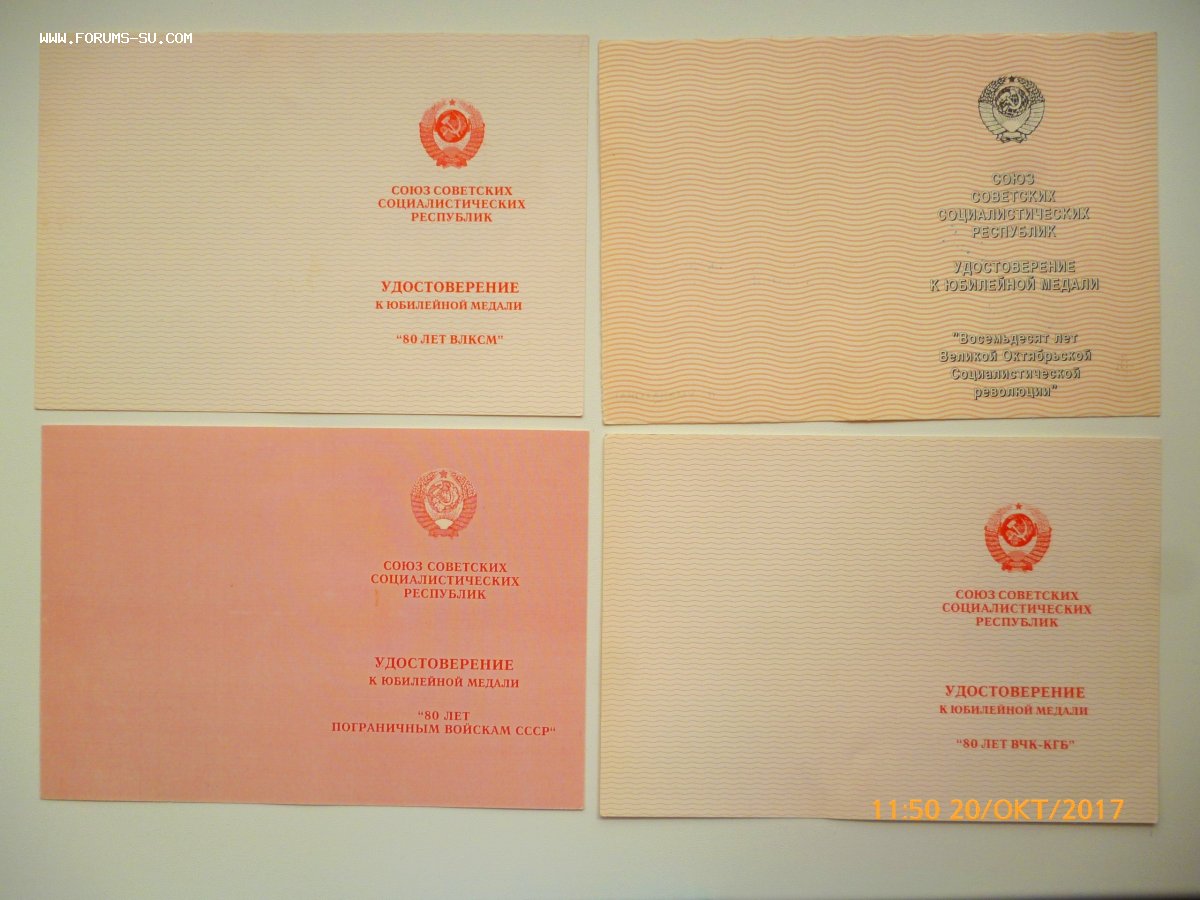 WWW.FORUMS-SU.COM
СОЮЗ СОВЕТСКИХ
СОЦИАЛИСТИЧЕСКИХ
РЕСПУБЛИК
УДОСТОВЕРЕНИЕ
К ЮБИЛЕЙНОЙ МЕДАЛИ
“80 ЛЕТ ВЛКСМ”
СОЮЗ
СОВЕТСКИХ
СОЦИАЛИСТИЧЕСКИХ
РЕСПУБЛИК
УДОСТОВЕРЕНИЕ
К ЮБИЛЕЙНОЙ МЕДАЛИ
"Восемьдесят лет
Великой Октябрьской
Социалистической
революции"
СОЮЗ СОВЕТСКИХ
СОЦИАЛИСТИЧЕСКИХ
РЕСПУБЛИК
УДОСТОВЕРЕНИЕ
К ЮБИЛЕЙНОЙ МЕДАЛИ
“80 ЛЕТ
ПОГРАНИЧНЫМ ВОЙСКАМ СССР“
СОЮЗ СОВЕТСКИХ
СОЦИАЛИСТИЧЕСКИХ
РЕСПУБЛИК
УДОСТОВЕРЕНИЕ
К ЮБИЛЕЙНОЙ МЕДАЛИ
“80 ЛЕТ ВЧК-КГБ”
11:50 20/ОКТ/2017